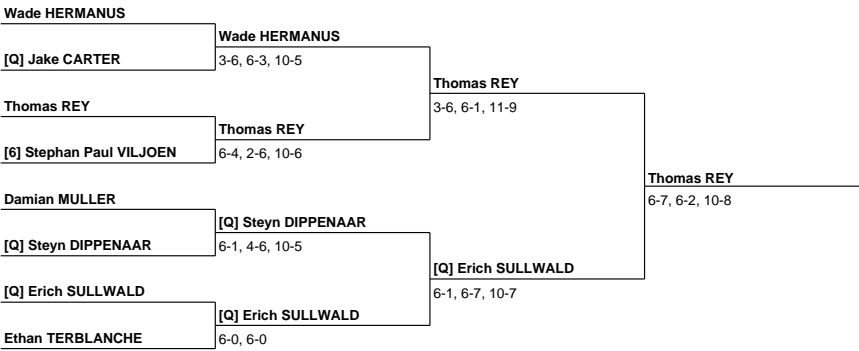 Wade HERMANUS
[Q] Jake CARTER
Thomas REY
[6] Stephan Paul VILJOEN
Damian MULLER
[Q] Steyn DIPPENAAR
[Q] Erich SULLWALD
Ethan TERBLANCHE
Wade HERMANUS
3-6, 6-3, 10-5
Thomas REY
6-4, 2-6, 10-6
[Q] Steyn DIPPENAAR
6-1, 4-6, 10-5
[Q] Erich SULLWALD
6-0, 6-0
Thomas REY
3-6, 6-1, 11-9
[Q] Erich SULLWALD
6-1, 6-7, 10-7
Thomas REY
6-7, 6-2, 10-8